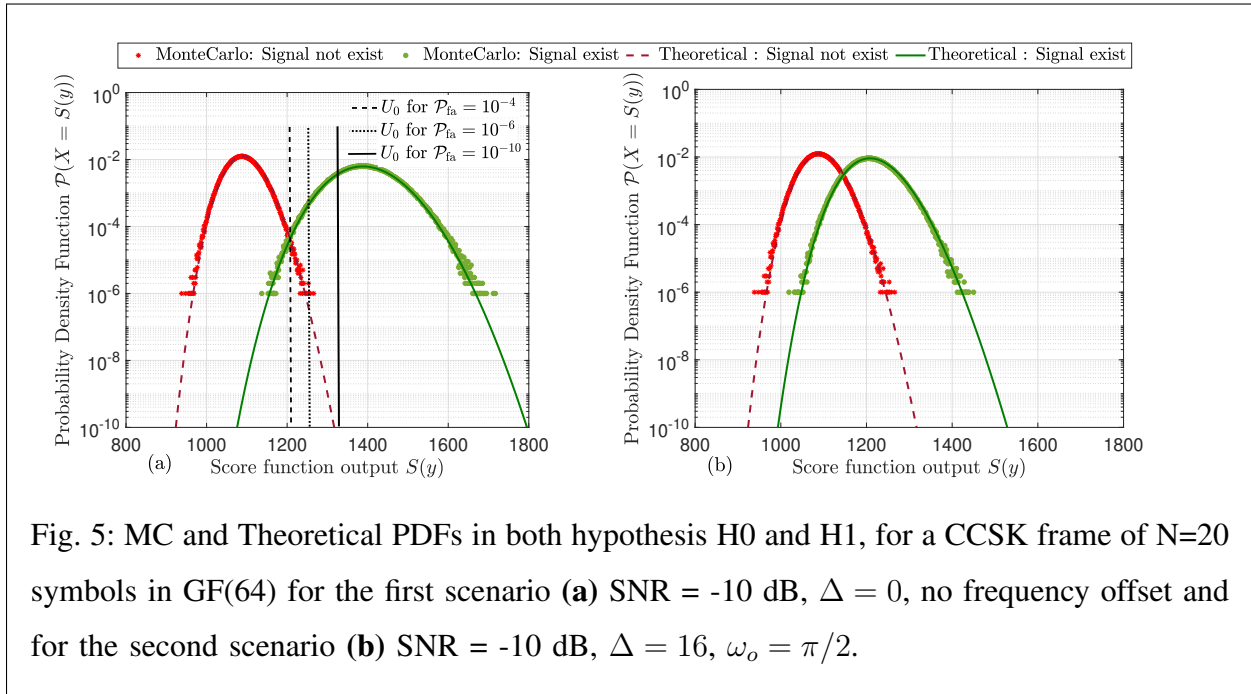 MonteCarlo: Signal not exist MonteCarlo: Signal exist Theoretical : Signal not exist Theoretical : Signal exist
Probability Density Function P(X = S(y))
10^0
10^-2
10^-4
10^-6
10^-8
10^-10
U_0 for P_fa = 10^-4
U_0 for P_fa = 10^-6
U_0 for P_fa = 10^-10
800 1000 1200 1400 1600 1800
(a)
Score function output S(y)
Probability Density Function P(X = S(y))
10^0
10^-2
10^-4
10^-6
10^-8
10^-10
800 1000 1200 1400 1600 1800
(b)
Score function output S(y)
Fig. 5: MC and Theoretical PDFs in both hypothesis H0 and H1, for a CCSK frame of N=20
symbols in GF(64) for the first scenario (a) SNR = -10 dB, Δ = 0, no frequency offset and
for the second scenario (b) SNR = -10 dB, Δ = 16, ω_o = π/2.